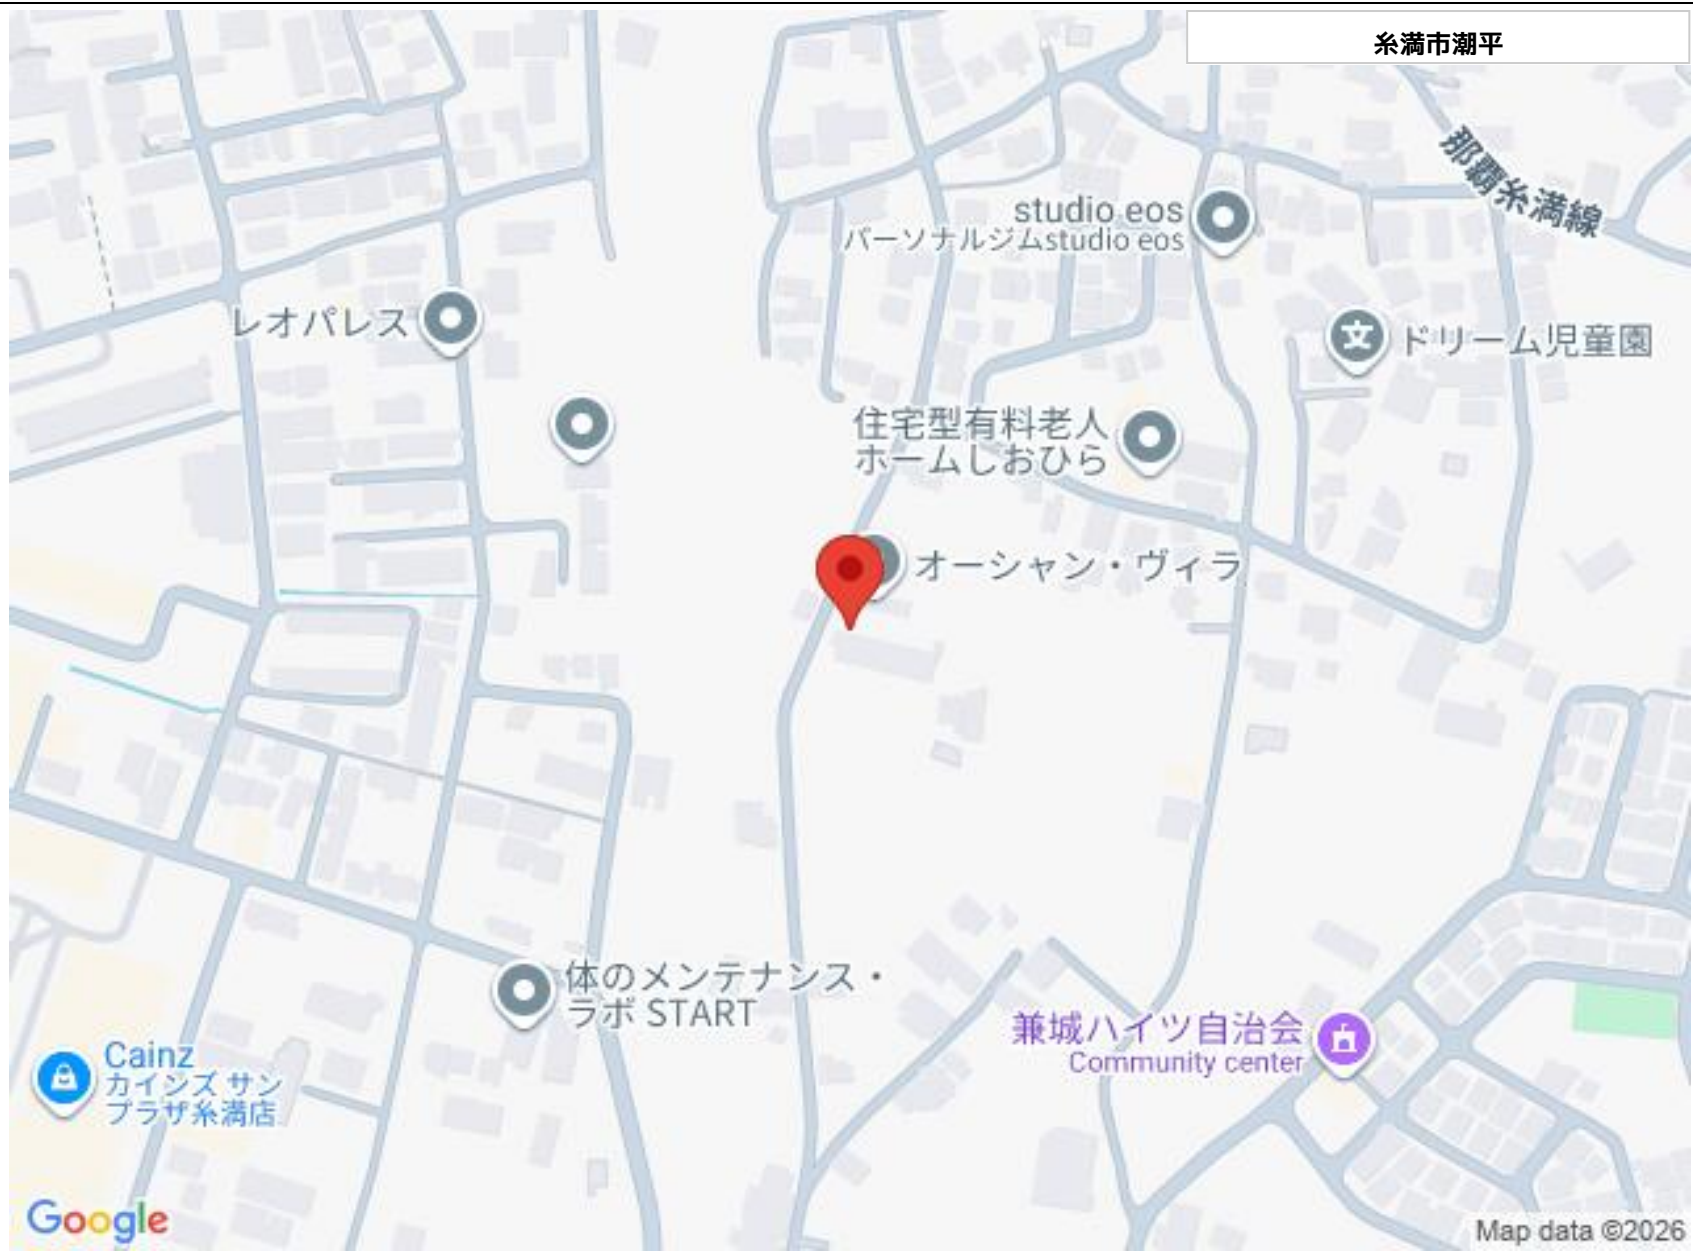 糸満市潮平
那覇糸満線
studio eos
パーソナルジムstudio eos
レオパレス
ドリーム児童園
住宅型有料老人
ホームしおひら
オーシャン・ヴィラ
体のメンテナンス・
ラボ START
兼城ハイツ自治会
Community center
Cainz
カインズ サン
プラザ糸満店
Google
Map data ©2026